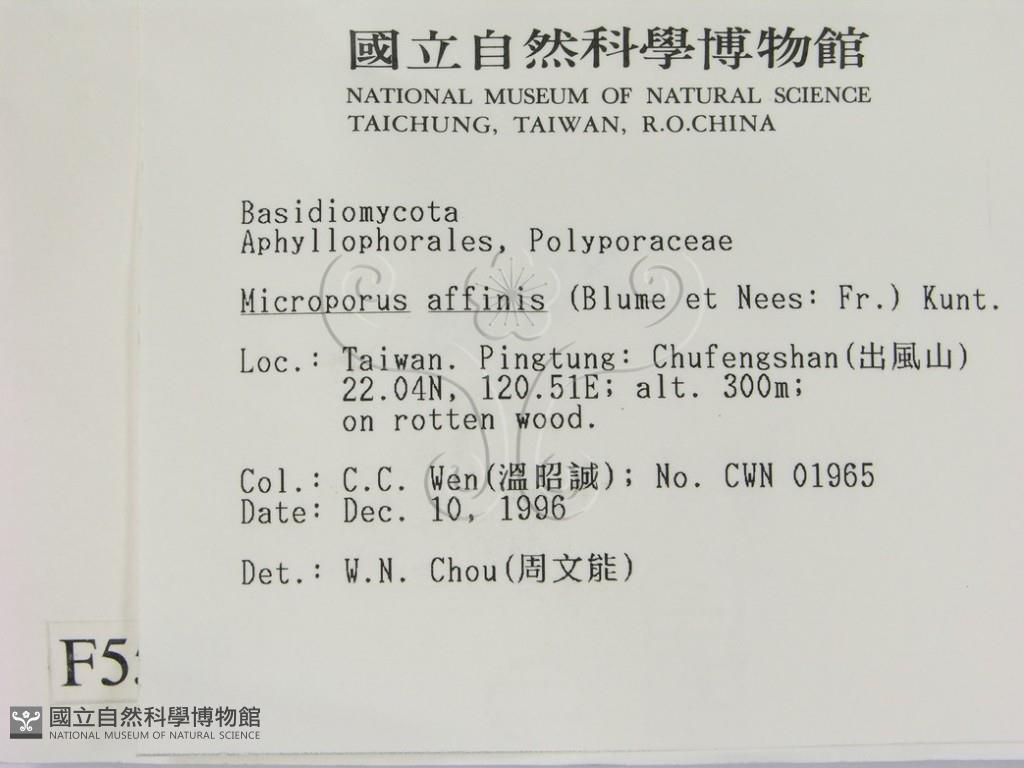 國立自然科學博物館
NATIONAL MUSEUM OF NATURAL SCIENCE
TAICHUNG, TAIWAN, R.O.CHINA
Basidiomycota
Aphyllophorales, Polyporaceae
Microporus affinis (Blume et Nees: Fr.) Kunt.
Loc.: Taiwan. Pingtung: Chufengshan(出風山)
22.04N, 120.51E; alt. 300m;
on rotten wood.
Col.: C.C. Wen(溫昭誠); No. CWN 01965
Date: Dec. 10, 1996
Det.: W.N. Chou(周文能)
國立自然科學博物館
NATIONAL MUSEUM OF NATURAL SCIENCE